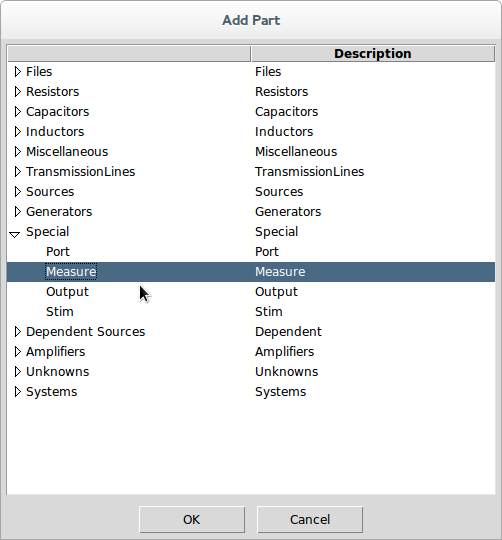 Add Part
Description
Files Files
Resistors Resistors
Capacitors Capacitors
Inductors Inductors
Miscellaneous Miscellaneous
TransmissionLines TransmissionLines
Sources Sources
Generators Generators
Special Special
Port Port
Measure Measure
Output Output
Stim Stim
Dependent Sources Dependent
Amplifiers Amplifiers
Unknowns Unknowns
Systems Systems
OK Cancel